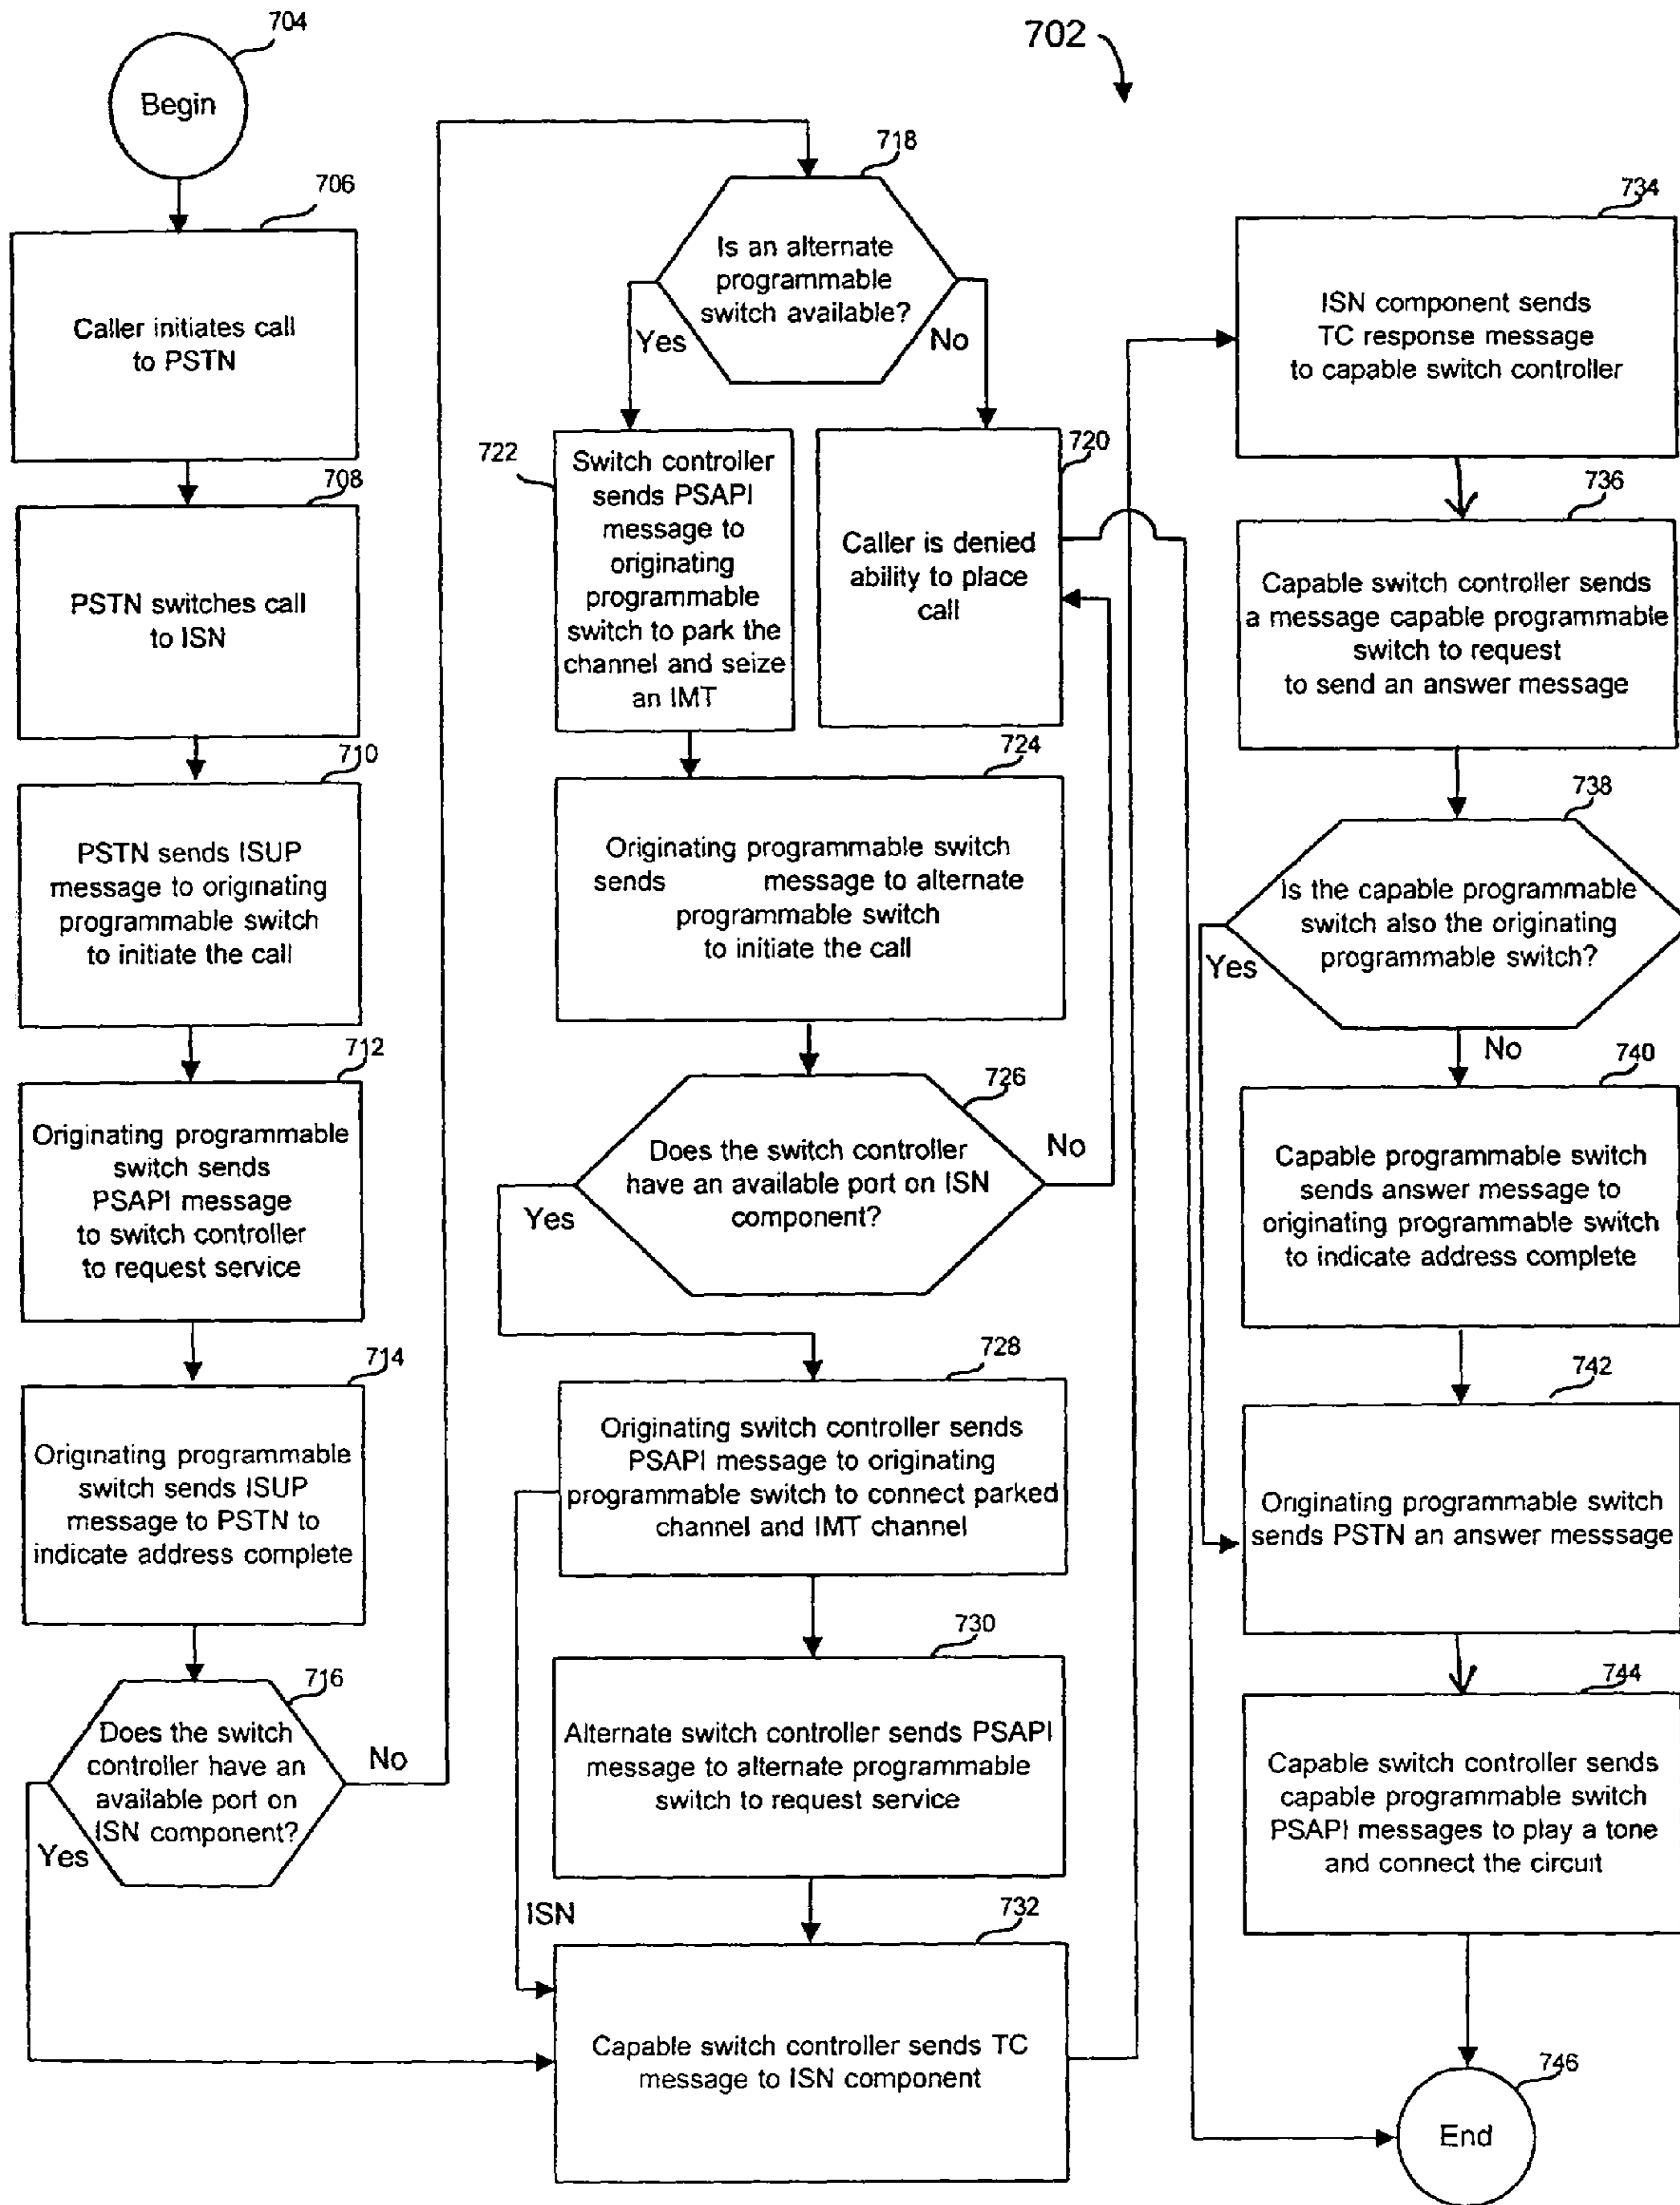 704
Begin
706
Caller initiates call
to PSTN
708
PSTN switches call
to ISN
710
PSTN sends ISUP
message to originating
programmable switch
to initiate the call
712
Originating programmable
switch sends
PSAPI message
to switch controller
to request service
714
Originating programmable
switch sends ISUP
message to PSTN to
indicate address complete
716
Does the switch
controller have an
available port on
ISN component?
No
Yes
702
718
Is an alternate
programmable
switch available?
Yes
No
722
Switch controller
sends PSAPI
message to
originating
programmable
switch to park the
channel and seize
an IMT
720
Caller is denied
ability to place
call
724
Originating programmable switch
sends message to alternate
programmable switch
to initiate the call
726
Does the switch controller
have an available port on ISN
component?
No
Yes
728
Originating switch controller sends
PSAPI message to originating
programmable switch to connect parked
channel and IMT channel
730
Alternate switch controller sends PSAPI
message to alternate programmable
switch to request service
ISN
732
Capable switch controller sends TC
message to ISN component
734
ISN component sends
TC response message
to capable switch controller
736
Capable switch controller sends
a message capable programmable
switch to request
to send an answer message
738
Is the capable programmable
switch also the originating
programmable switch?
Yes
No
740
Capable programmable switch
sends answer message to
originating programmable switch
to indicate address complete
742
Originating programmable switch
sends PSTN an answer messsage
744
Capable switch controller sends
capable programmable switch
PSAPI messages to play a tone
and connect the circuit
746
End